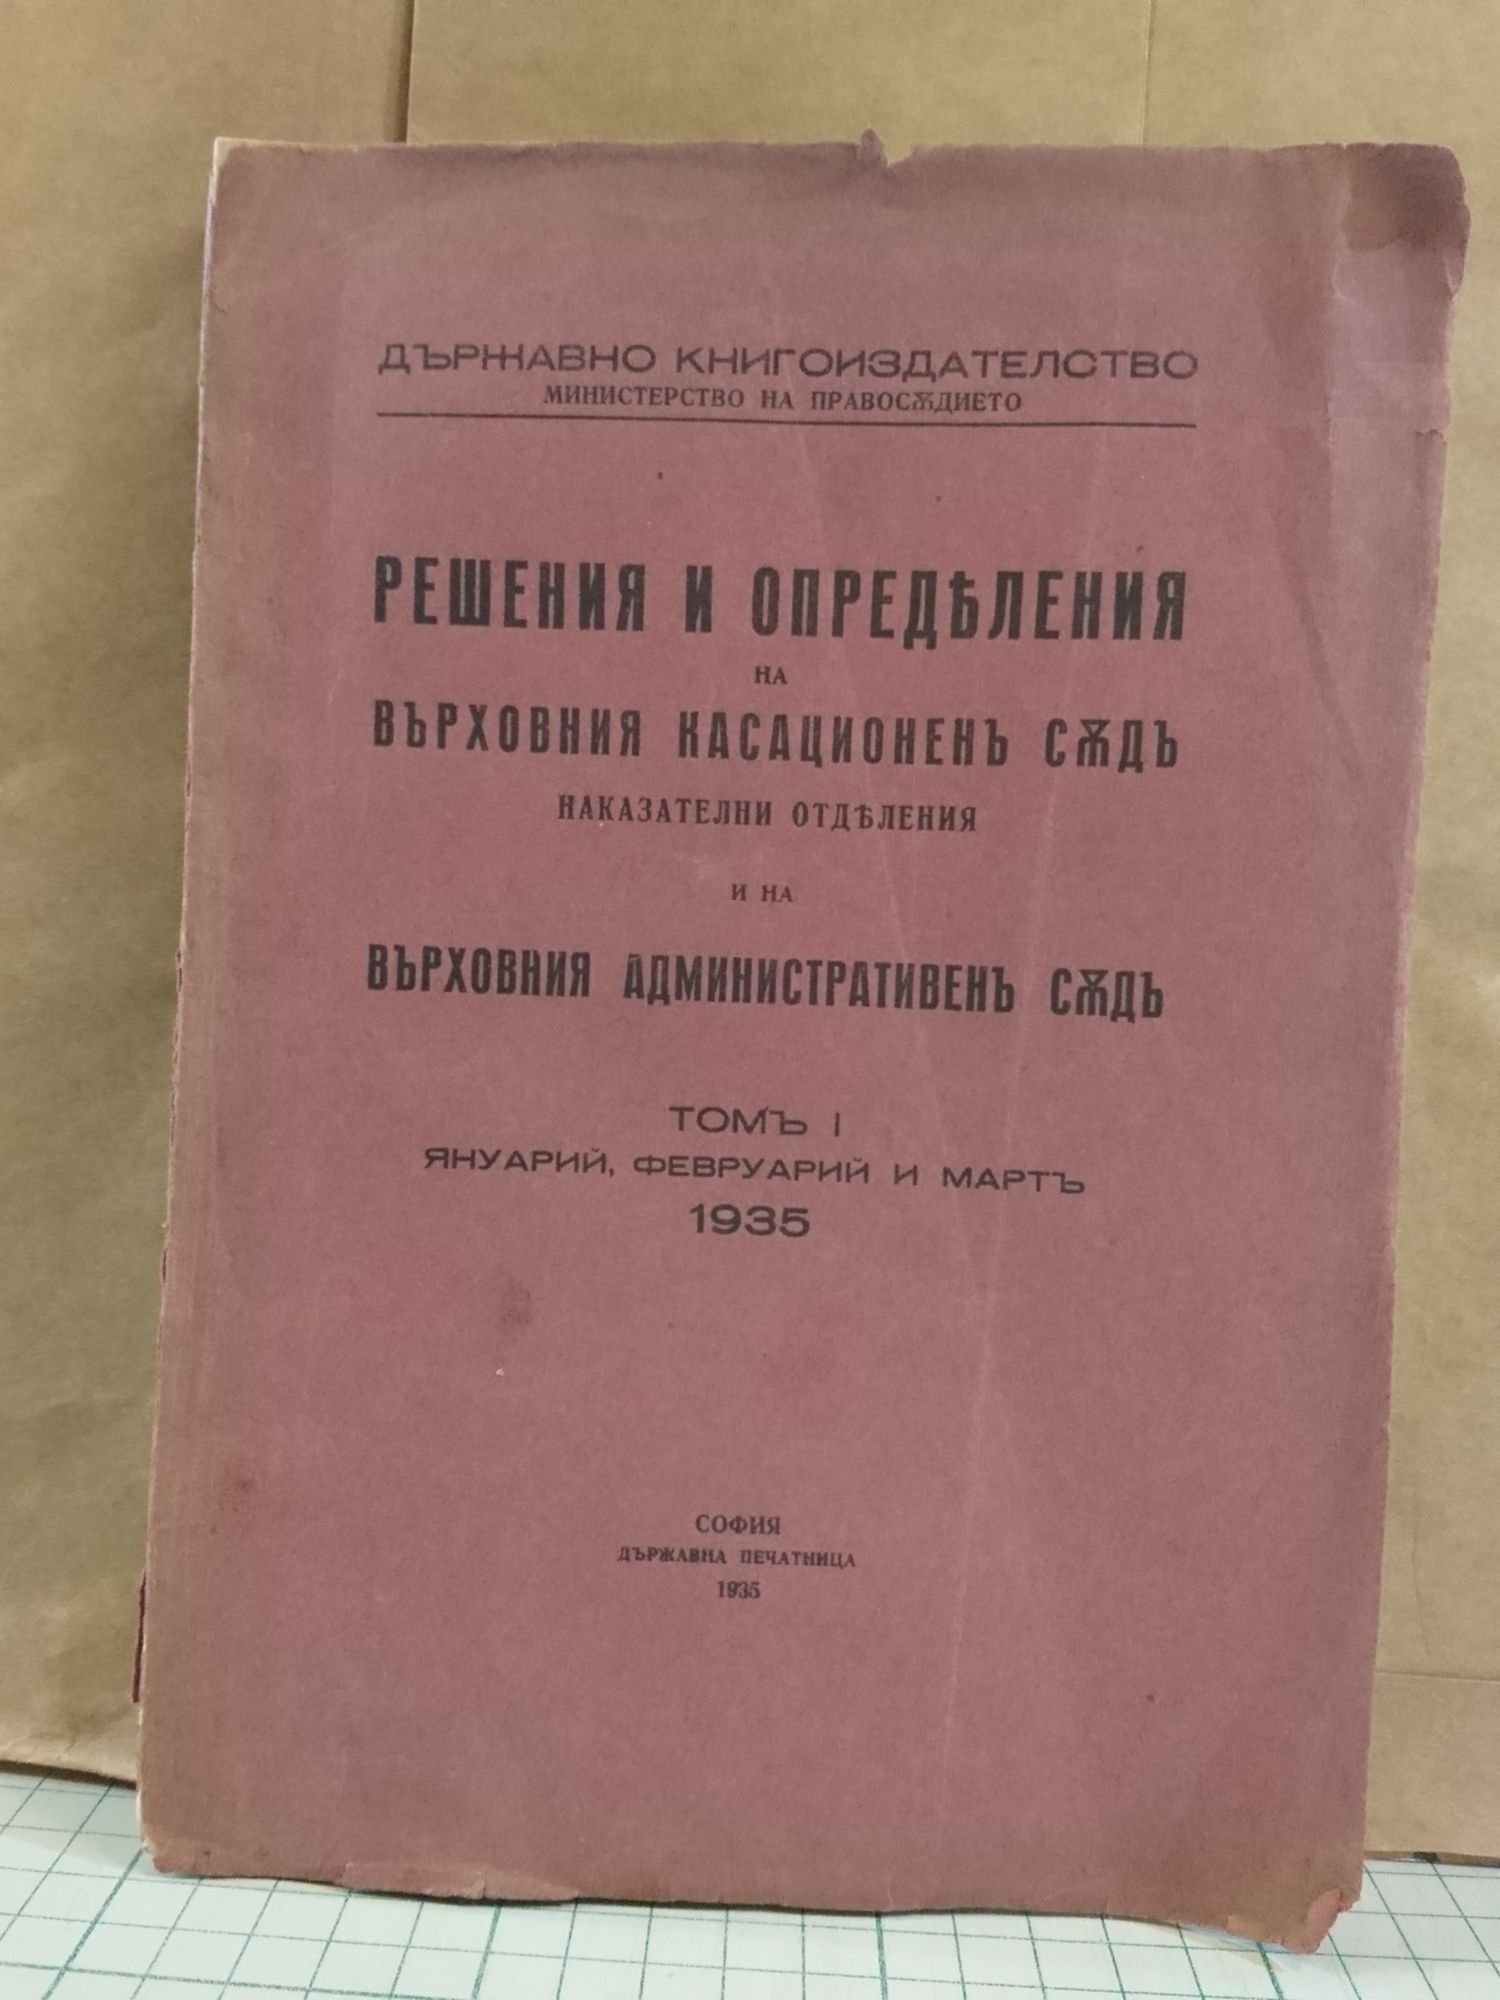 ДЪРЖАВНО КНИГОИЗДАТЕЛСТВО
МИНИСТЕРСТВО НА ПРАВОСѪДИЕТО
РЕШЕНИЯ И ОПРЕДѢЛЕНИЯ
НА
ВЪРХОВНИЯ КАСАЦИОНЕНЪ СѪДЪ
НАКАЗАТЕЛНИ ОТДѢЛЕНИЯ
И НА
ВЪРХОВНИЯ АДМИНИСТРАТИВЕНЪ СѪДЪ
ТОМЪ I
ЯНУАРИЙ, ФЕВРУАРИЙ И МАРТЪ
1935
СОФИЯ
ДЪРЖАВНА ПЕЧАТНИЦА
1935